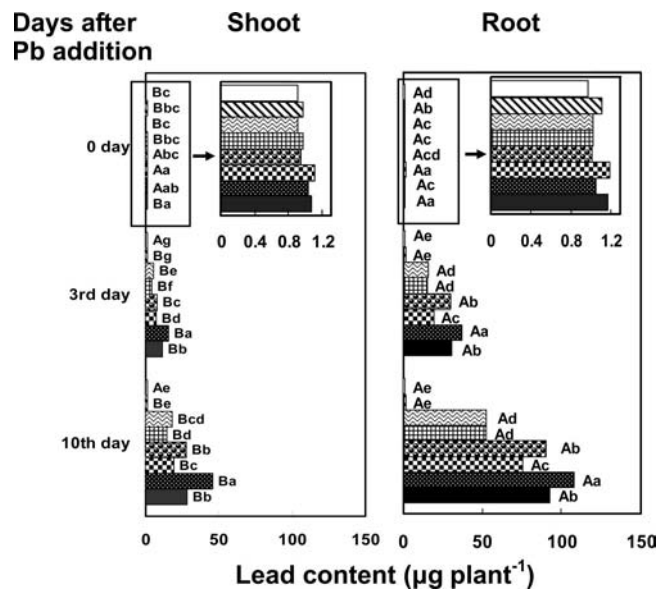 Days after
Pb addition
Shoot
Root
0 day
Bc
Bbc
Bc
Bbc
Abc
Aa
Aab
Ba
0 0.4 0.8 1.2
Ad
Ab
Ac
Ac
Acd
Aa
Ac
Aa
0 0.4 0.8 1.2
3rd day
Ag
Bg
Be
Bf
Bc
Bd
Ba
Bb
Ae
Ae
Ad
Ad
Ab
Ac
Aa
Ab
10th day
Ae
Be
Bcd
Bd
Bb
Bc
Ba
Bb
Ae
Ae
Ad
Ad
Ab
Ac
Aa
Ab
0 50 100 150
0 50 100 150
Lead content (µg plant⁻¹)